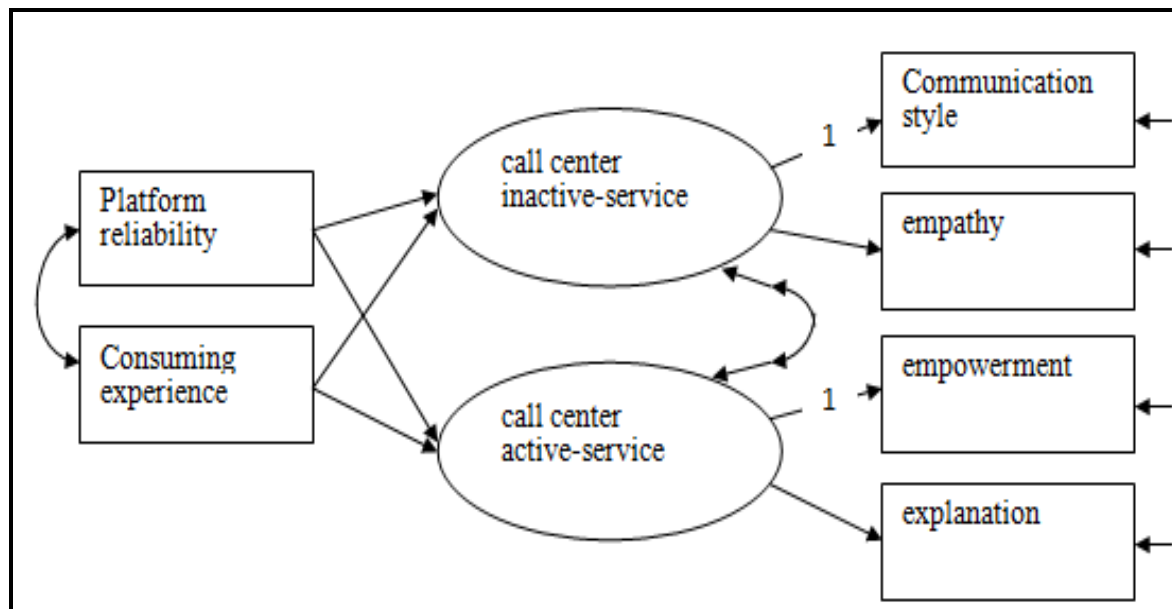 Platform
reliability
Consuming
experience
call center
inactive-service
call center
active-service
1
1
Communication
style
empathy
empowerment
explanation